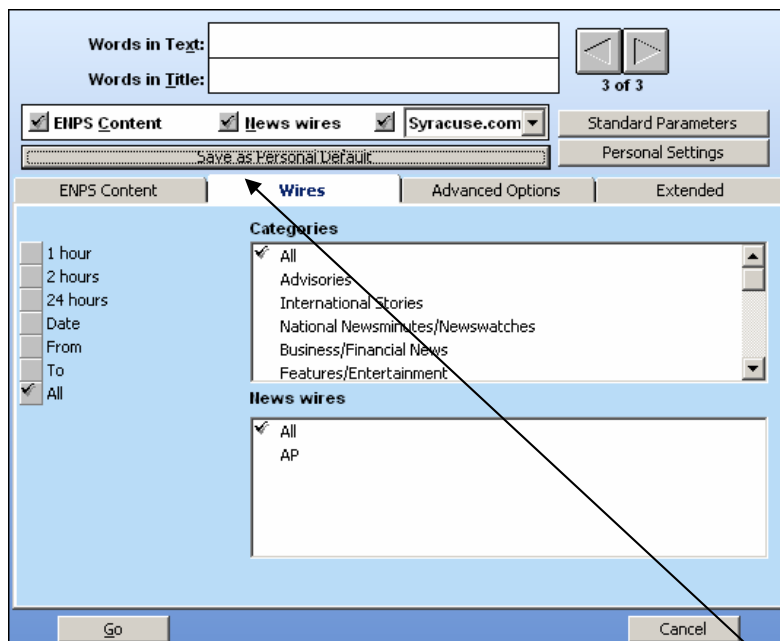 Words in Text:
Words in Title:
3 of 3
ENPS Content News wires Syracuse.com Standard Parameters
Save as Personal Default Personal Settings
ENPS Content Wires Advanced Options Extended
Categories
1 hour
2 hours
24 hours
Date
From
To
All
All
Advisories
International Stories
National Newsminutes/Newswatches
Business/Financial News
Features/Entertainment
News wires
All
AP
Go Cancel